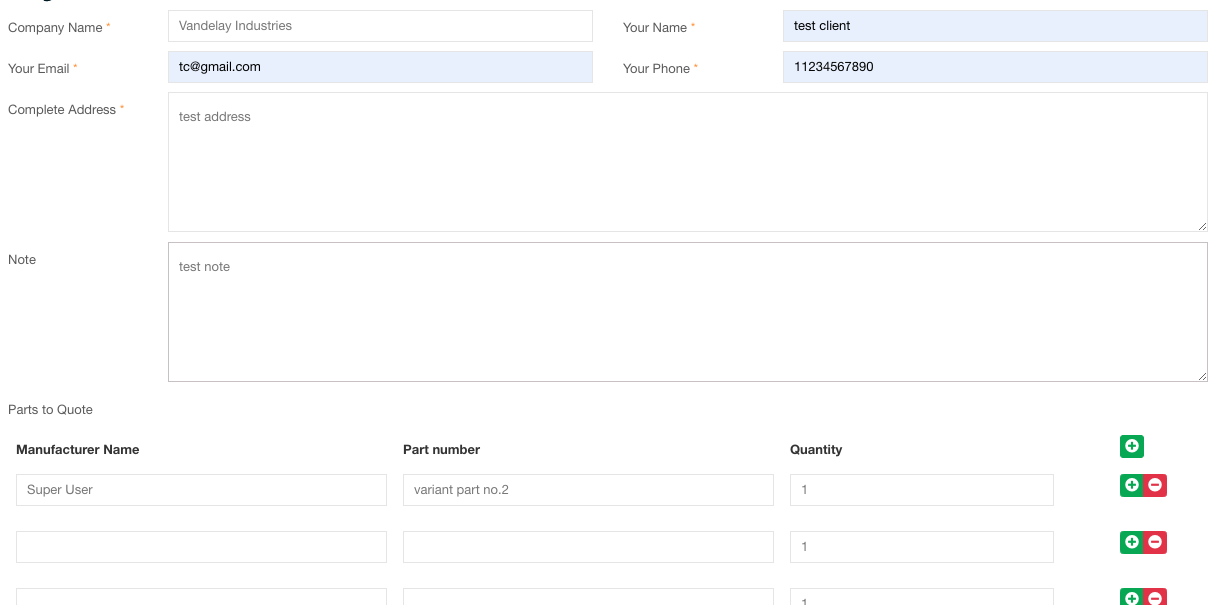 Company Name *
Vandelay Industries
Your Name *
test client
Your Email *
tc@gmail.com
Your Phone *
11234567890
Complete Address *
test address
Note
test note
Parts to Quote
Manufacturer Name
Part number
Quantity
Super User
variant part no.2
1
1
1